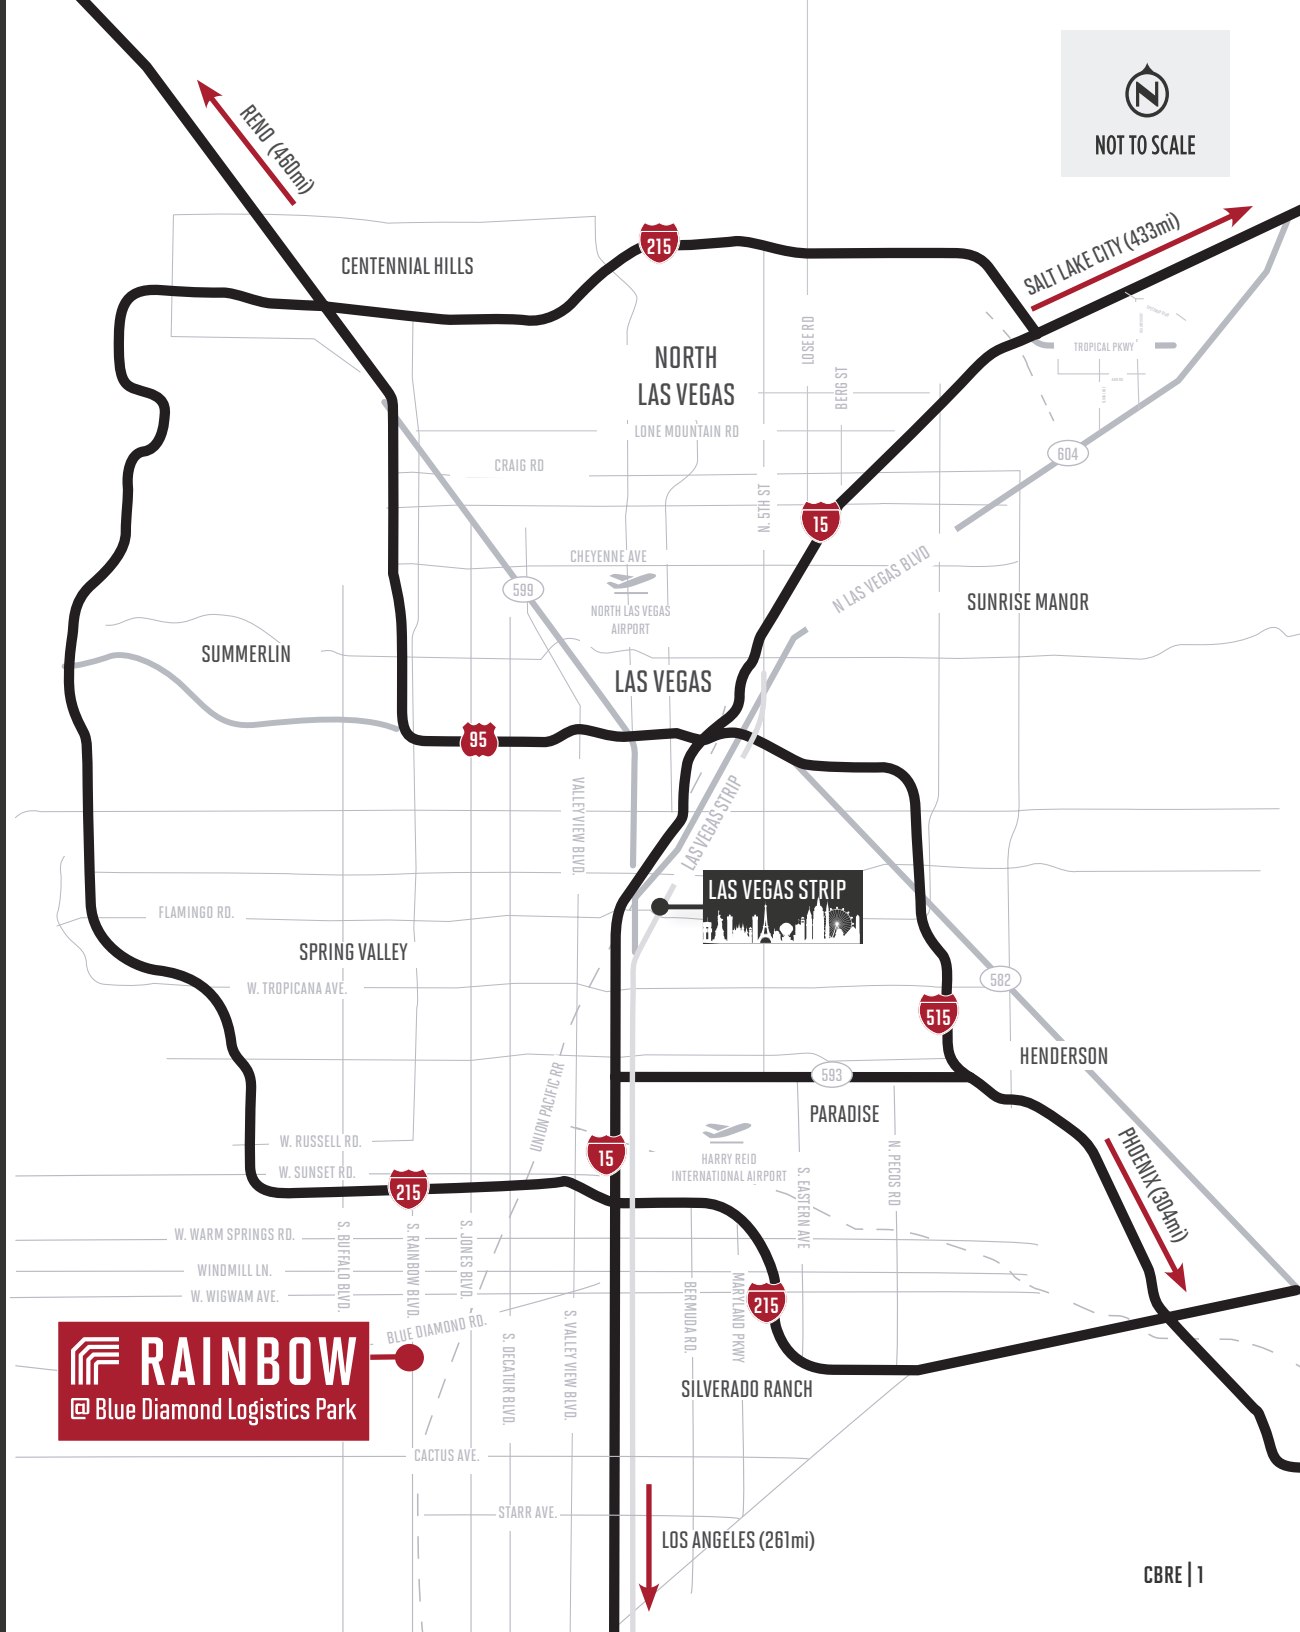 NOT TO SCALE
RENO (460mi)
SALT LAKE CITY (433mi)
215
CENTENNIAL HILLS
NORTH
LAS VEGAS
LOSEE RD
BERG ST
TROPICAL PKWY
LONE MOUNTAIN RD
CRAIG RD
604
N. 5TH ST
15
CHEYENNE AVE
599
NORTH LAS VEGAS
AIRPORT
N LAS VEGAS BLVD
SUNRISE MANOR
SUMMERLIN
LAS VEGAS
95
VALLEY VIEW BLVD.
LAS VEGAS STRIP
LAS VEGAS STRIP
FLAMINGO RD.
SPRING VALLEY
W. TROPICANA AVE.
582
515
HENDERSON
593
PARADISE
UNION PACIFIC RR
W. RUSSELL RD.
15
HARRY REID
INTERNATIONAL AIRPORT
W. SUNSET RD.
215
S. EASTERN AVE
N. PECOS RD
PHOENIX (304mi)
W. WARM SPRINGS RD.
S. BUFFALO BLVD.
S. RAINBOW BLVD.
S. JONES BLVD.
WINDMILL LN.
W. WIGWAM AVE.
BERMUDA RD.
MARYLAND PKWY
215
BLUE DIAMOND RD.
S. DECATUR BLVD.
S. VALLEY VIEW BLVD.
RAINBOW
@ Blue Diamond Logistics Park
SILVERADO RANCH
CACTUS AVE.
STARR AVE.
LOS ANGELES (261mi)
CBRE | 1